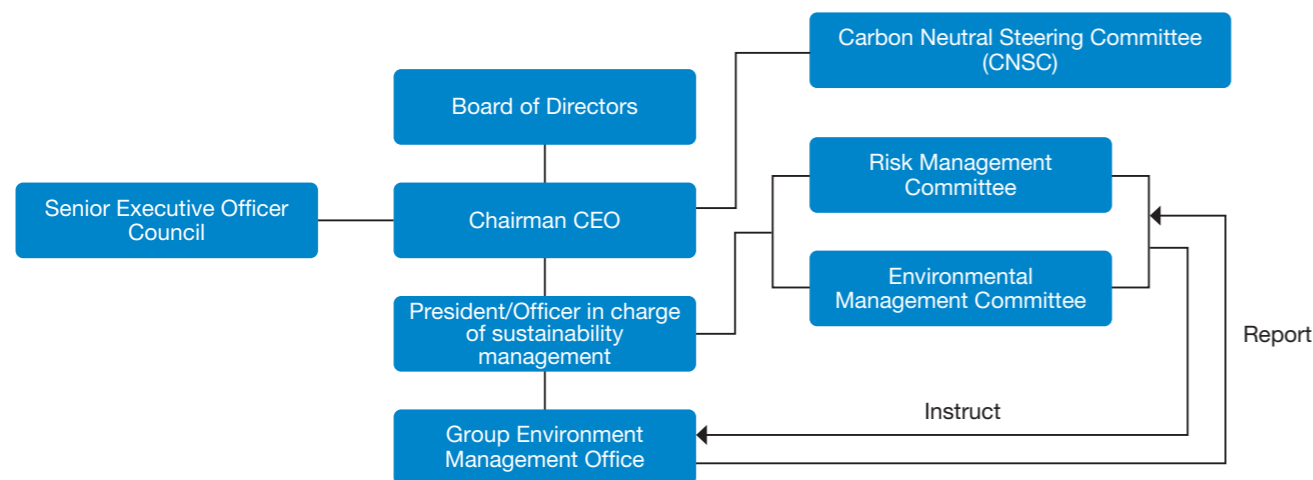 Carbon Neutral Steering Committee
(CNSC)
Board of Directors
Risk Management
Committee
Senior Executive Officer
Council
Chairman CEO
Environmental
Management Committee
President/Officer in charge
of sustainability
management
Report
Instruct
Group Environment
Management Office